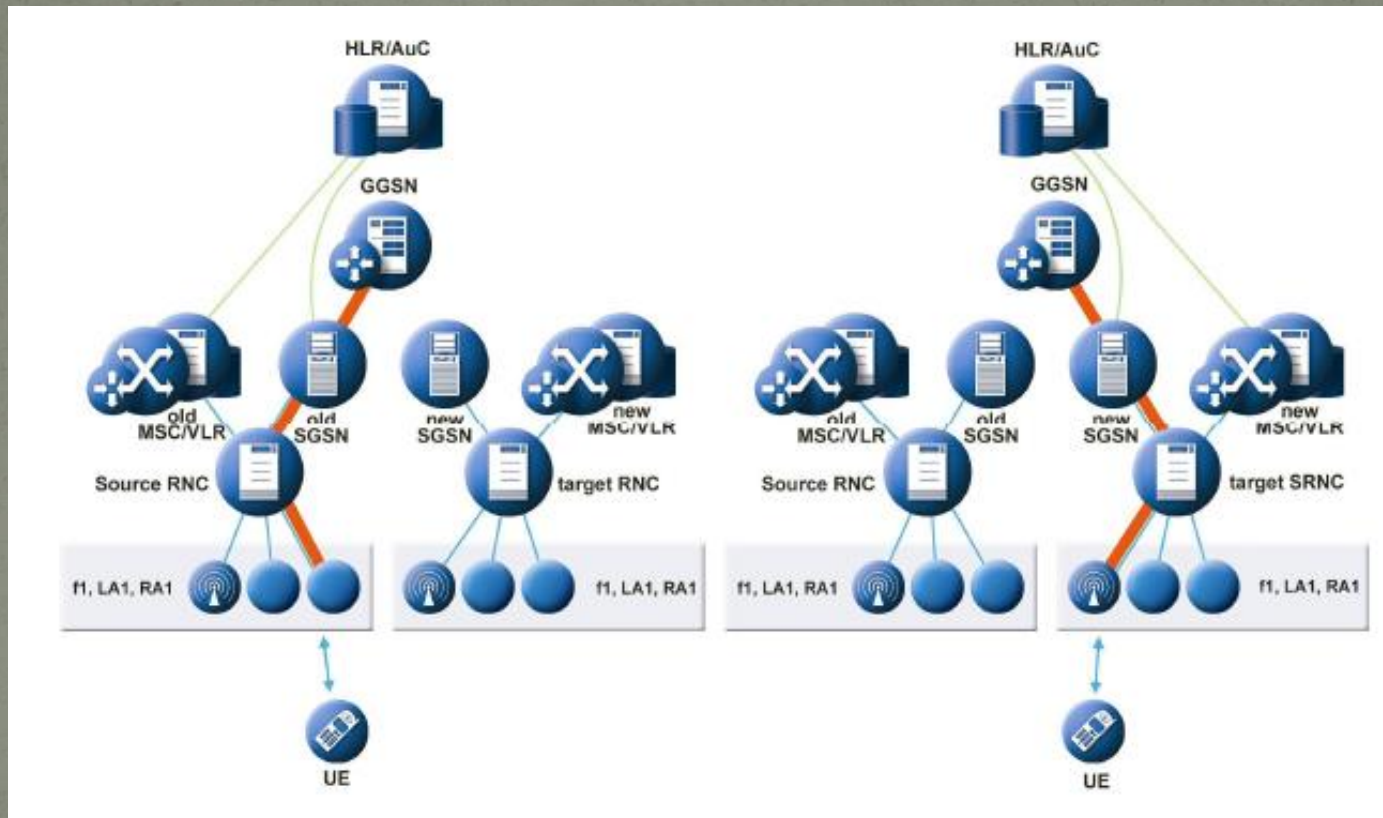 HLR/AuC
GGSN
old
MSC/VLR
old
SGSN
new
SGSN
new
MSC/VLR
Source RNC
target RNC
f1, LA1, RA1
f1, LA1, RA1
UE
HLR/AuC
GGSN
old
MSC/VLR
old
SGSN
new
SGSN
new
MSC/VLR
Source RNC
target SRNC
f1, LA1, RA1
f1, LA1, RA1
UE